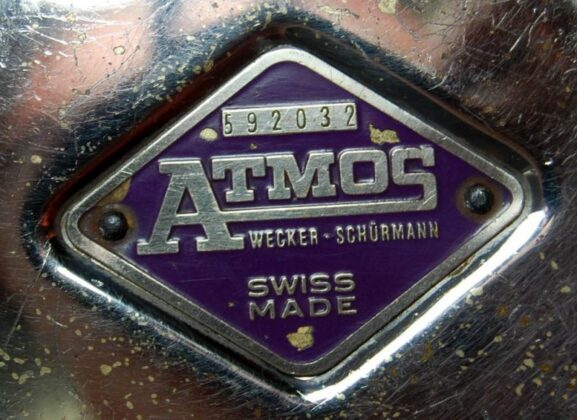 592032
ATMOS
WECKER-SCHÜRMANN
SWISS
MADE